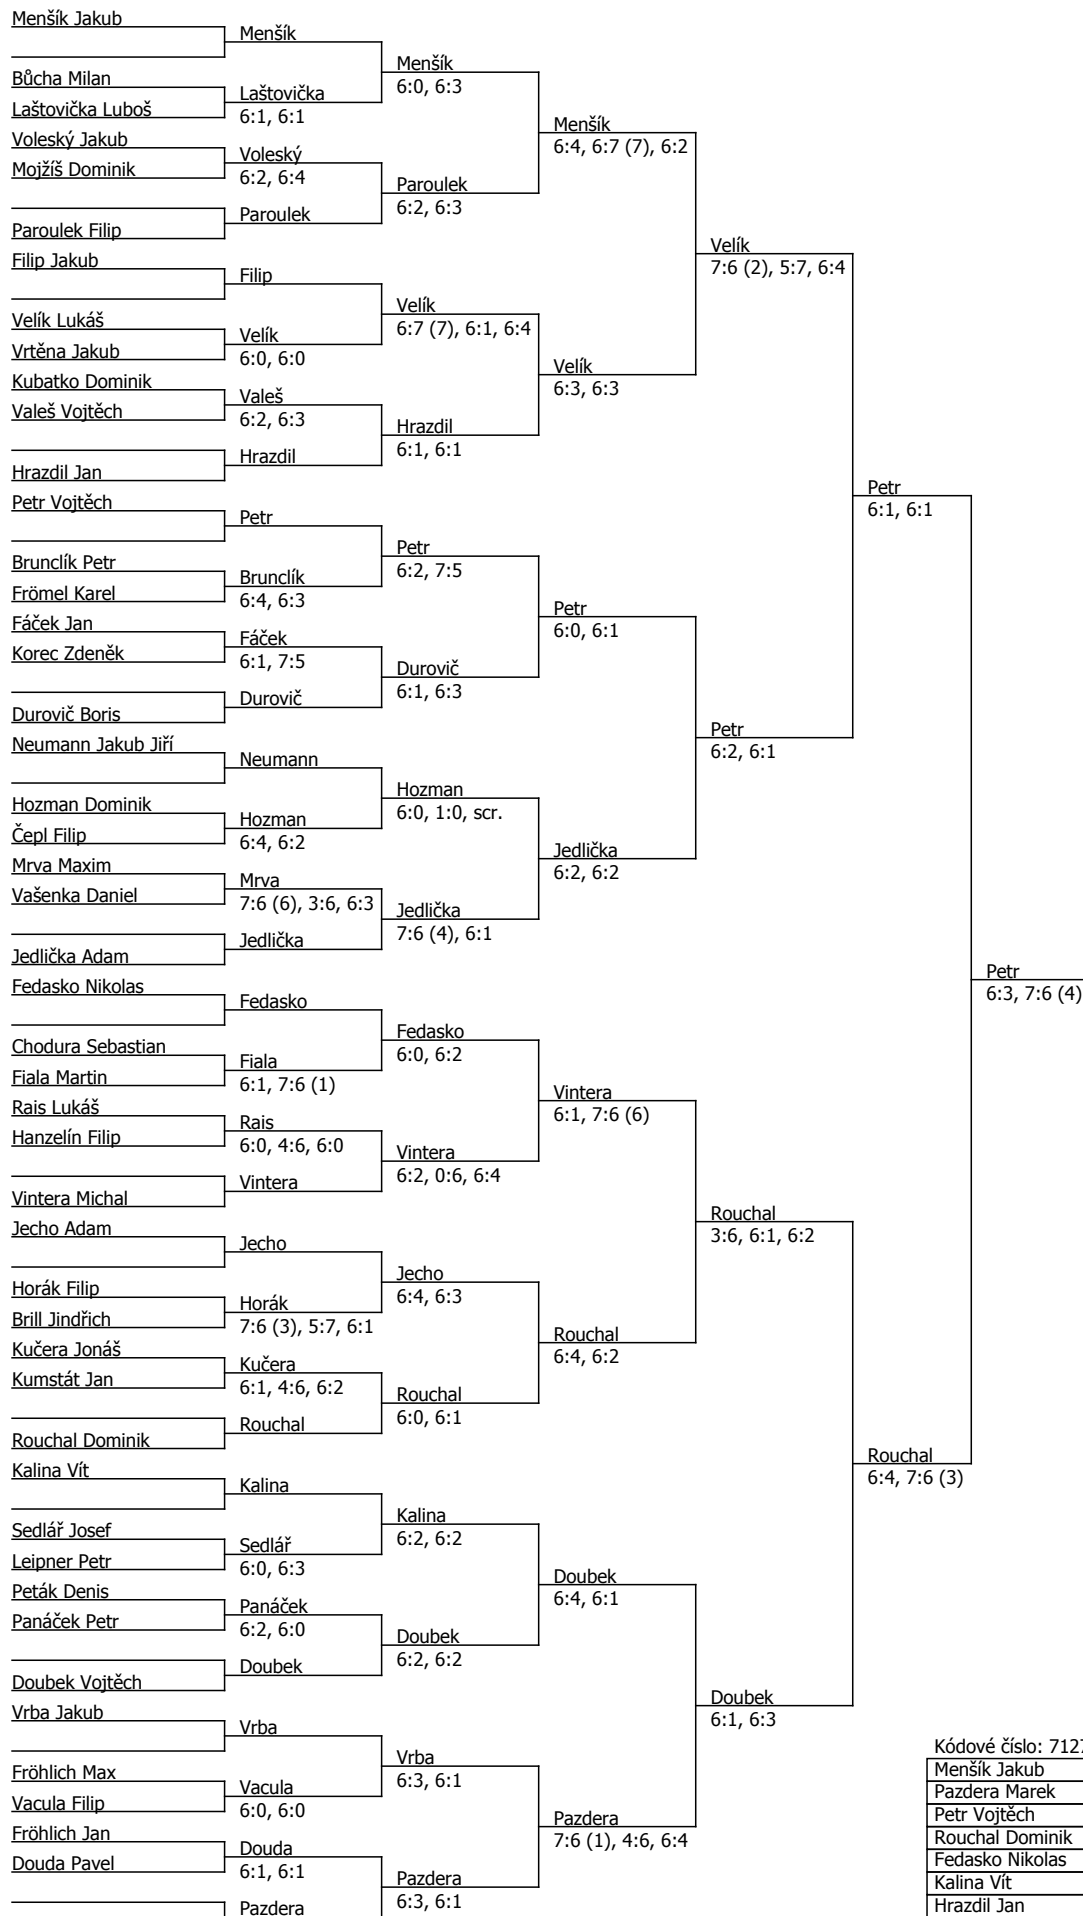 Menšík Jakub
Bůcha Milan
Laštovička Luboš
Voleský Jakub
Mojžíš Dominik
Paroulek Filip
Filip Jakub
Velík Lukáš
Vrtěna Jakub
Kubatko Dominik
Valeš Vojtěch
Hrazdil Jan
Petr Vojtěch
Brunclík Petr
Frömel Karel
Fáček Jan
Korec Zdeněk
Durovič Boris
Neumann Jakub Jiří
Hozman Dominik
Čepl Filip
Mrva Maxim
Vašenka Daniel
Jedlička Adam
Fedasko Nikolas
Chodura Sebastian
Fiala Martin
Rais Lukáš
Hanzelín Filip
Vintera Michal
Jecho Adam
Horák Filip
Brill Jindřich
Kučera Jonáš
Kumstát Jan
Rouchal Dominik
Kalina Vít
Sedlář Josef
Leipner Petr
Peták Denis
Panáček Petr
Doubek Vojtěch
Vrba Jakub
Fröhlich Max
Vacula Filip
Fröhlich Jan
Douda Pavel
Menšík
Laštovička
6:1, 6:1
Voleský
6:2, 6:4
Paroulek
Filip
Velík
6:0, 6:0
Valeš
6:2, 6:3
Hrazdil
Petr
Brunclík
6:4, 6:3
Fáček
6:1, 7:5
Durovič
Neumann
Hozman
6:4, 6:2
Mrva
7:6 (6), 3:6, 6:3
Jedlička
Fedasko
Fiala
6:1, 7:6 (1)
Rais
6:0, 4:6, 6:0
Vintera
Jecho
Horák
7:6 (3), 5:7, 6:1
Kučera
6:1, 4:6, 6:2
Rouchal
Kalina
Sedlář
6:0, 6:3
Panáček
6:2, 6:0
Doubek
Vrba
Vacula
6:0, 6:0
Douda
6:1, 6:1
Pazdera
Menšík
6:0, 6:3
Paroulek
6:2, 6:3
Velík
6:7 (7), 6:1, 6:4
Hrazdil
6:1, 6:1
Petr
6:2, 7:5
Durovič
6:1, 6:3
Hozman
6:0, 1:0, scr.
Jedlička
7:6 (4), 6:1
Fedasko
6:0, 6:2
Vintera
6:2, 0:6, 6:4
Jecho
6:4, 6:3
Rouchal
6:0, 6:1
Kalina
6:2, 6:2
Doubek
6:2, 6:2
Vrba
6:3, 6:1
Pazdera
6:3, 6:1
Menšík
6:4, 6:7 (7), 6:2
Velík
6:3, 6:3
Petr
6:0, 6:1
Jedlička
6:2, 6:2
Vintera
6:1, 7:6 (6)
Rouchal
6:4, 6:2
Doubek
6:4, 6:1
Pazdera
7:6 (1), 4:6, 6:4
Velík
7:6 (2), 5:7, 6:4
Petr
6:2, 6:1
Rouchal
3:6, 6:1, 6:2
Doubek
6:1, 6:3
Petr
6:1, 6:1
Rouchal
6:4, 7:6 (3)
Petr
6:3, 7:6 (4)
Kódové číslo: 7127
Menšík Jakub
Pazdera Marek
Petr Vojtěch
Rouchal Dominik
Fedasko Nikolas
Kalina Vít
Hrazdil Jan